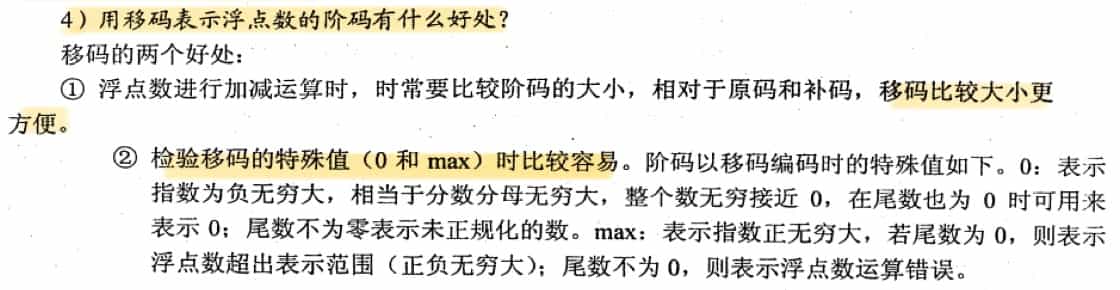 4）用移码表示浮点数的阶码有什么好处？
移码的两个好处：
① 浮点数进行加减运算时，时常要比较阶码的大小，相对于原码和补码，移码比较大小更
方便。
② 检验移码的特殊值（0 和 max）时比较容易。阶码以移码编码时的特殊值如下。0：表示
指数为负无穷大，相当于分数分母无穷大，整个数无穷接近 0，在尾数也为 0 时可用来
表示 0；尾数不为零表示未正规化的数。max：表示指数正无穷大，若尾数为 0，则表示
浮点数超出表示范围（正负无穷大）；尾数不为 0，则表示浮点数运算错误。